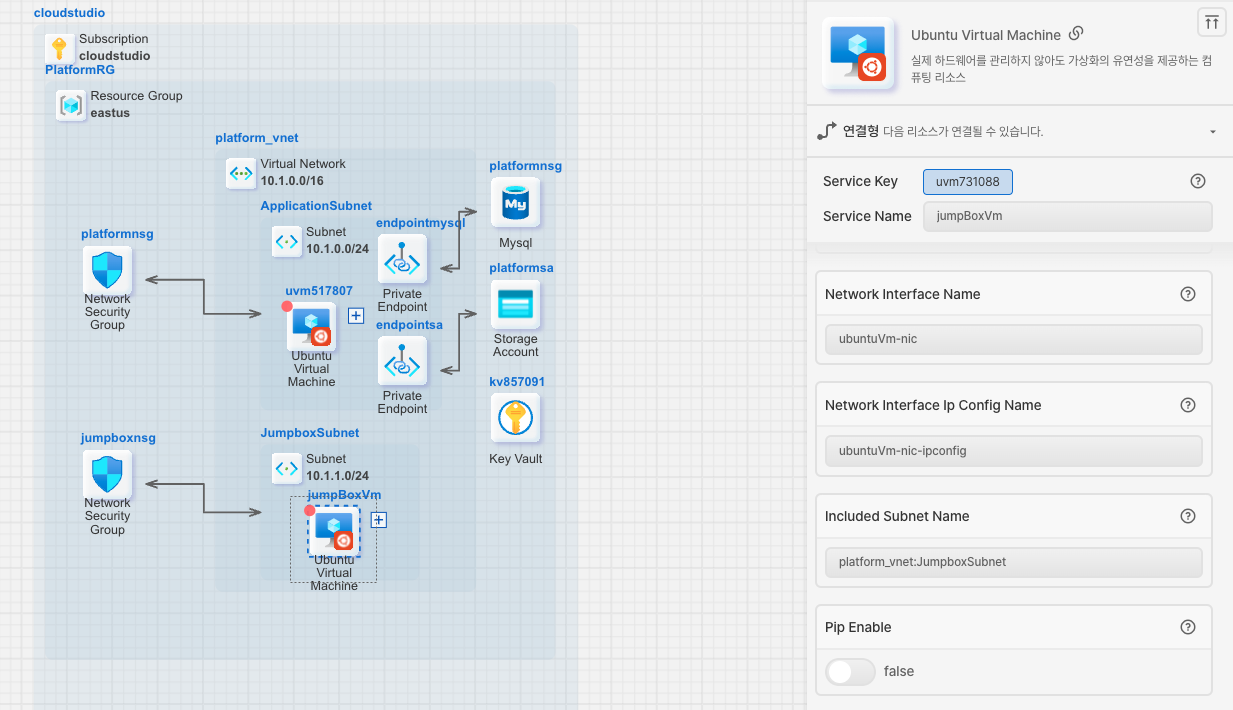 cloudstudio
Subscription
cloudstudio
PlatformRG
Resource Group
eastus
platform_vnet
Virtual Network
10.1.0.0/16
ApplicationSubnet
Subnet
10.1.0.0/24
platformnsg
Network
Security
Group
uvm517807
Ubuntu
Virtual
Machine
endpointmysql
Private
Endpoint
endpointsa
Private
Endpoint
platformnsg
My
Mysql
platformsa
Storage
Account
kv857091
Key Vault
jumpboxnsg
Network
Security
Group
JumpboxSubnet
Subnet
10.1.1.0/24
jumpBoxVm
Ubuntu
Virtual
Machine
Ubuntu Virtual Machine
실제 하드웨어를 관리하지 않아도 가상화의 유연성을 제공하는 컴
퓨팅 리소스
연결형 다음 리소스가 연결될 수 있습니다.
Service Key uvm731088
Service Name jumpBoxVm
Network Interface Name
ubuntuVm-nic
Network Interface Ip Config Name
ubuntuVm-nic-ipconfig
Included Subnet Name
platform_vnet:JumpboxSubnet
Pip Enable
false